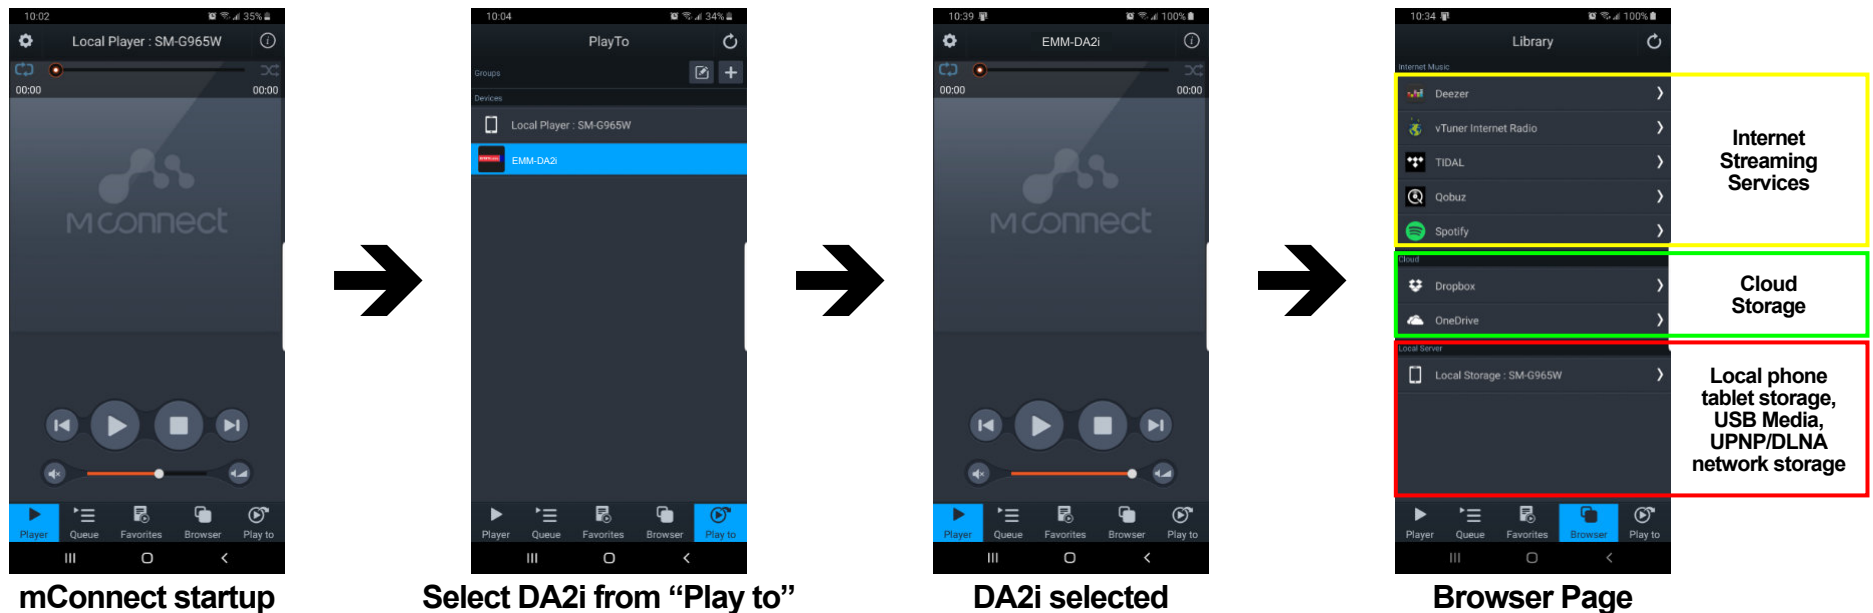 10:02
35%
Local Player : SM-G965W
00:00
00:00
mconnect
Player
Queue
Favorites
Browser
Play to
mConnect startup
10:04
34%
PlayTo
Groups
Devices
Local Player : SM-G965W
EMM-DA2i
Player
Queue
Favorites
Browser
Play to
Select DA2i from “Play to”
10:39
100%
EMM-DA2i
00:00
00:00
mconnect
Player
Queue
Favorites
Browser
Play to
DA2i selected
10:34
100%
Library
Internet Music
Deezer
vTuner Internet Radio
TIDAL
Qobuz
Spotify
Cloud
Dropbox
OneDrive
Local Server
Local Storage : SM-G965W
Player
Queue
Favorites
Browser
Play to
Browser Page
Internet
Streaming
Services
Cloud
Storage
Local phone
tablet storage,
USB Media,
UPNP/DLNA
network storage